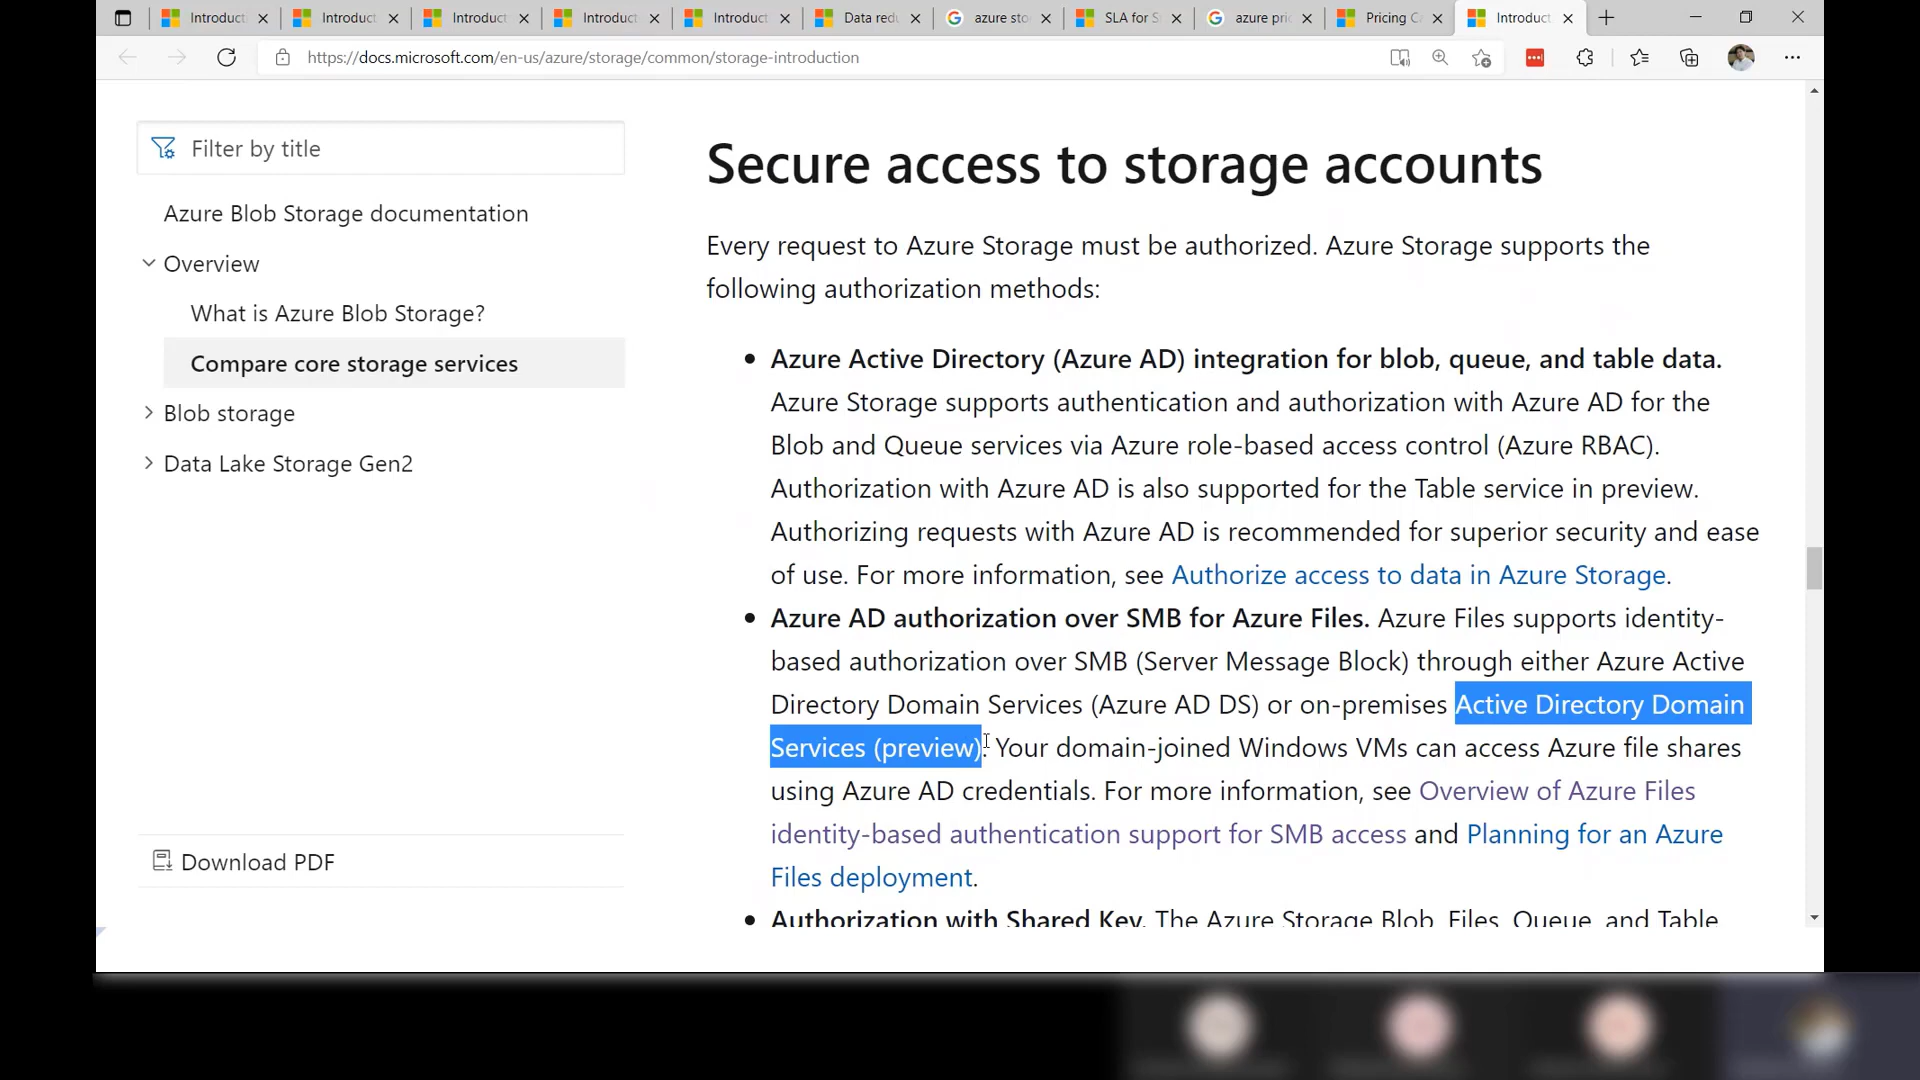 Introduct
Introduct
Introduct
Introduct
Introduct
Data redu
azure sto
SLA for S
azure pric
Pricing C
Introduct
https://docs.microsoft.com/en-us/azure/storage/common/storage-introduction
Filter by title
Azure Blob Storage documentation
Overview
What is Azure Blob Storage?
Compare core storage services
Blob storage
Data Lake Storage Gen2
Download PDF
Secure access to storage accounts
Every request to Azure Storage must be authorized. Azure Storage supports the
following authorization methods:
• Azure Active Directory (Azure AD) integration for blob, queue, and table data.
Azure Storage supports authentication and authorization with Azure AD for the
Blob and Queue services via Azure role-based access control (Azure RBAC).
Authorization with Azure AD is also supported for the Table service in preview.
Authorizing requests with Azure AD is recommended for superior security and ease
of use. For more information, see Authorize access to data in Azure Storage.
• Azure AD authorization over SMB for Azure Files. Azure Files supports identity-
based authorization over SMB (Server Message Block) through either Azure Active
Directory Domain Services (Azure AD DS) or on-premises Active Directory Domain
Services (preview). Your domain-joined Windows VMs can access Azure file shares
using Azure AD credentials. For more information, see Overview of Azure Files
identity-based authentication support for SMB access and Planning for an Azure
Files deployment.
• Authorization with Shared Key. The Azure Storage Blob, Files, Queue, and Table